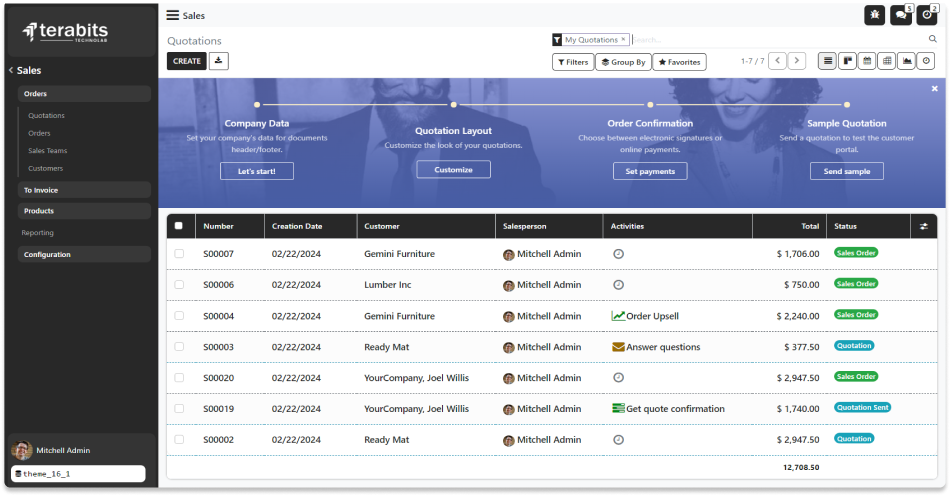 terabits
TECHNOLAB
Sales
Orders
Quotations
Orders
Sales Teams
Customers
To Invoice
Products
Reporting
Configuration
Mitchell Admin
theme_16_1
Sales
5
2
Quotations
My Quotations ×
Search...
CREATE
Filters
Group By
Favorites
1-7 / 7
Company Data
Set your company's data for documents
header/footer.
Let's start!
Quotation Layout
Customize the look of your quotations.
Customize
Order Confirmation
Choose between electronic signatures or
online payments.
Set payments
Sample Quotation
Send a quotation to test the customer
portal.
Send sample
Number Creation Date Customer Salesperson Activities Total Status
S00007 02/22/2024 Gemini Furniture Mitchell Admin $ 1,706.00 Sales Order
S00006 02/22/2024 Lumber Inc Mitchell Admin $ 750.00 Sales Order
S00004 02/22/2024 Gemini Furniture Mitchell Admin Order Upsell $ 2,240.00 Sales Order
S00003 02/22/2024 Ready Mat Mitchell Admin Answer questions $ 377.50 Quotation
S00020 02/22/2024 YourCompany, Joel Willis Mitchell Admin $ 2,947.50 Sales Order
S00019 02/22/2024 YourCompany, Joel Willis Mitchell Admin Get quote confirmation $ 1,740.00 Quotation Sent
S00002 02/22/2024 Ready Mat Mitchell Admin $ 2,947.50 Quotation
12,708.50